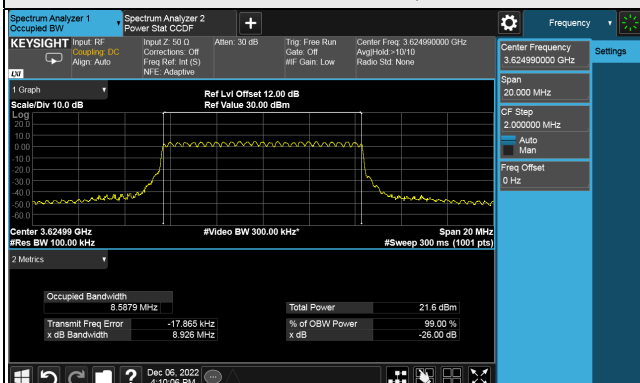 Spectrum Analyzer 1
Occupied BW
Spectrum Analyzer 2
Power Stat CCDF
+
Frequency
KEYSIGHT
LXI
Input: RF
Coupling: DC
Align: Auto
Input Z: 50 Ω
Corrections: Off
Freq Ref: Int (S)
NFE: Adaptive
Atten: 30 dB
Trig: Free Run
Gate: Off
#IF Gain: Low
Center Freq: 3.624990000 GHz
Avg|Hold:>10/10
Radio Std: None
Center Frequency
3.624990000 GHz
Settings
Span
20.000 MHz
CF Step
2.000000 MHz
Auto
Man
Freq Offset
0 Hz
1 Graph
Scale/Div 10.0 dB
Ref Lvl Offset 12.00 dB
Ref Value 30.00 dBm
Log
20.0
10.0
0.00
-10.0
-20.0
-30.0
-40.0
-50.0
-60.0
Center 3.62499 GHz
#Video BW 300.00 kHz*
Span 20 MHz
#Res BW 100.00 kHz
#Sweep 300 ms (1001 pts)
2 Metrics
Occupied Bandwidth
8.5879 MHz
Total Power 21.6 dBm
Transmit Freq Error -17.865 kHz
% of OBW Power 99.00 %
x dB Bandwidth 8.926 MHz
x dB -26.00 dB
?
Dec 06, 2022
4:10:06 PM